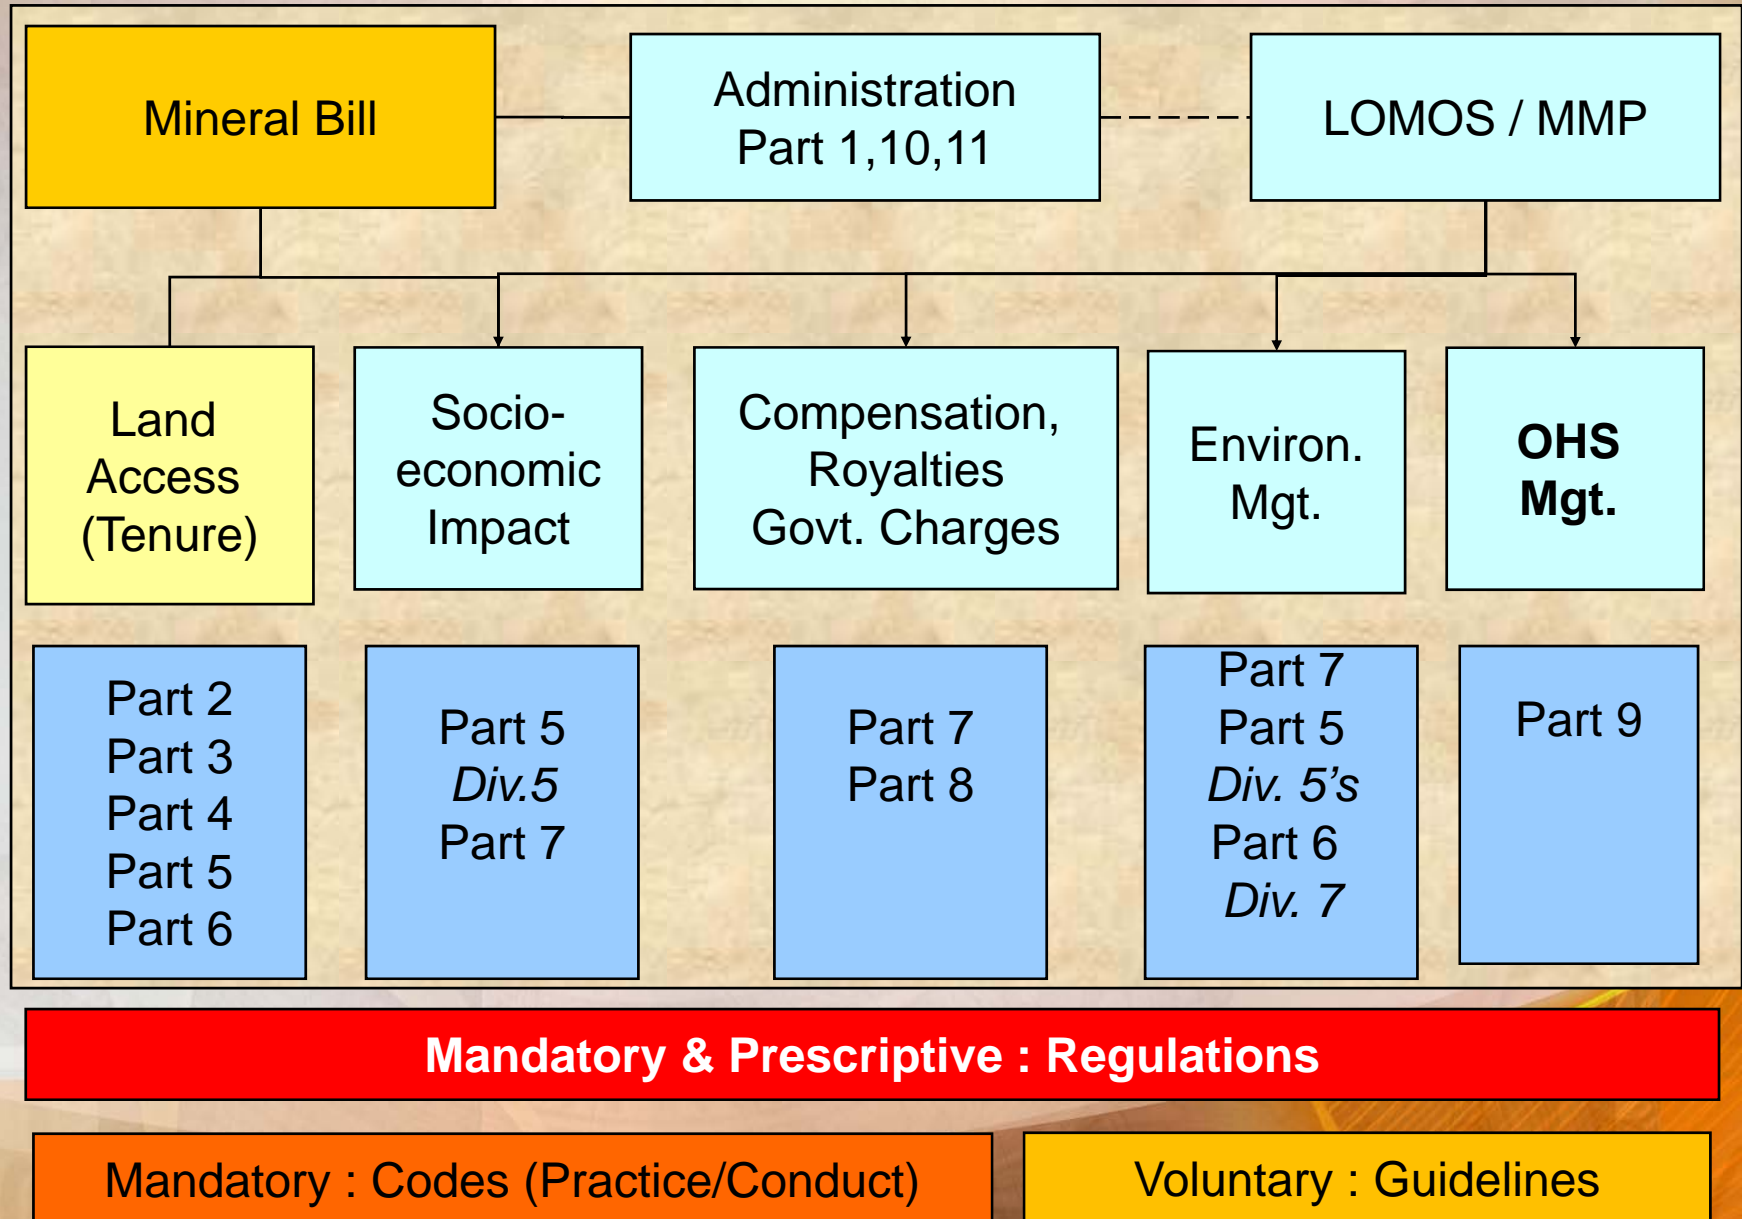 Mineral Bill
Administration
Part 1,10,11
LOMOS / MMP
Land
Access
(Tenure)
Socio-
economic
Impact
Compensation,
Royalties
Govt. Charges
Environ.
Mgt.
OHS
Mgt.
Part 2
Part 3
Part 4
Part 5
Part 6
Part 5
Div.5
Part 7
Part 7
Part 8
Part 7
Part 5
Div. 5’s
Part 6
Div. 7
Part 9
Mandatory & Prescriptive : Regulations
Mandatory : Codes (Practice/Conduct)
Voluntary : Guidelines